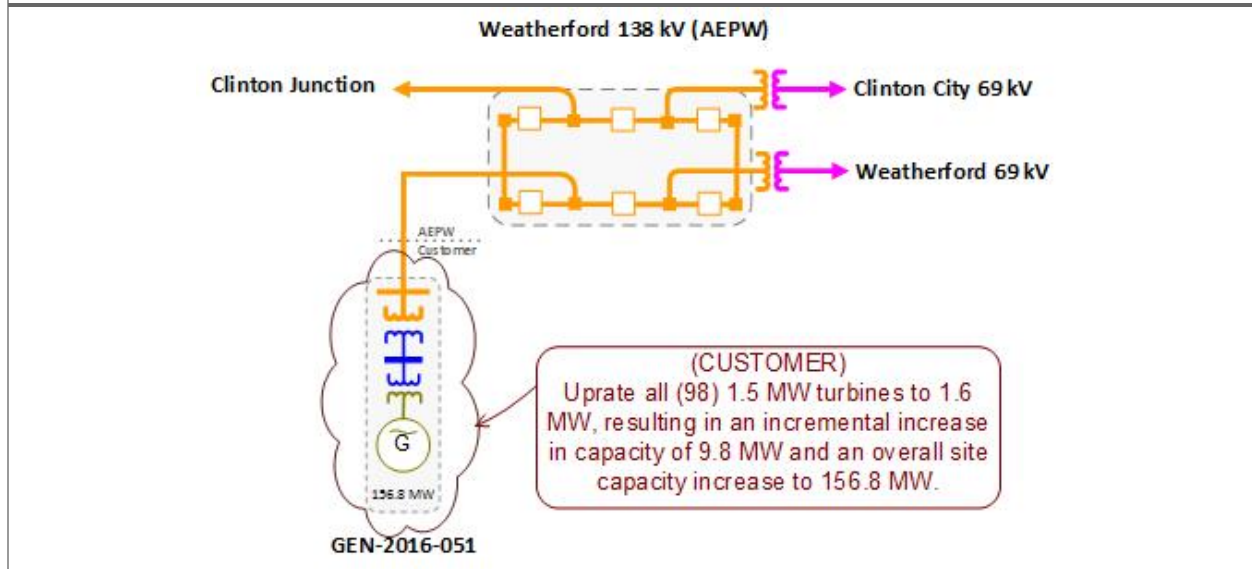 Weatherford 138 kV (AEPW)
Clinton Junction
Clinton City 69 kV
Weatherford 69 kV
AEPW
Customer
(CUSTOMER)
Uprate all (98) 1.5 MW turbines to 1.6
MW, resulting in an incremental increase
in capacity of 9.8 MW and an overall site
capacity increase to 156.8 MW.
G
156.8 MW
GEN-2016-051